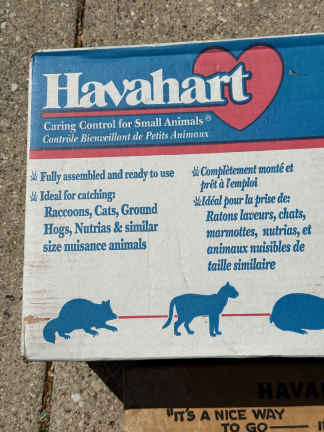 Havahart
Caring Control for Small Animals®
Contrôle Bienveillant de Petits Animaux
Fully assembled and ready to use
Ideal for catching:
Raccoons, Cats, Ground
Hogs, Nutrias & similar
size nuisance animals
Complètement monté et
prêt à l'emploi
Idéal pour la prise de:
Ratons laveurs, chats,
marmottes, nutrias, et
animaux nuisibles de
taille similaire
HAVA
"IT'S A NICE WAY
TO GO